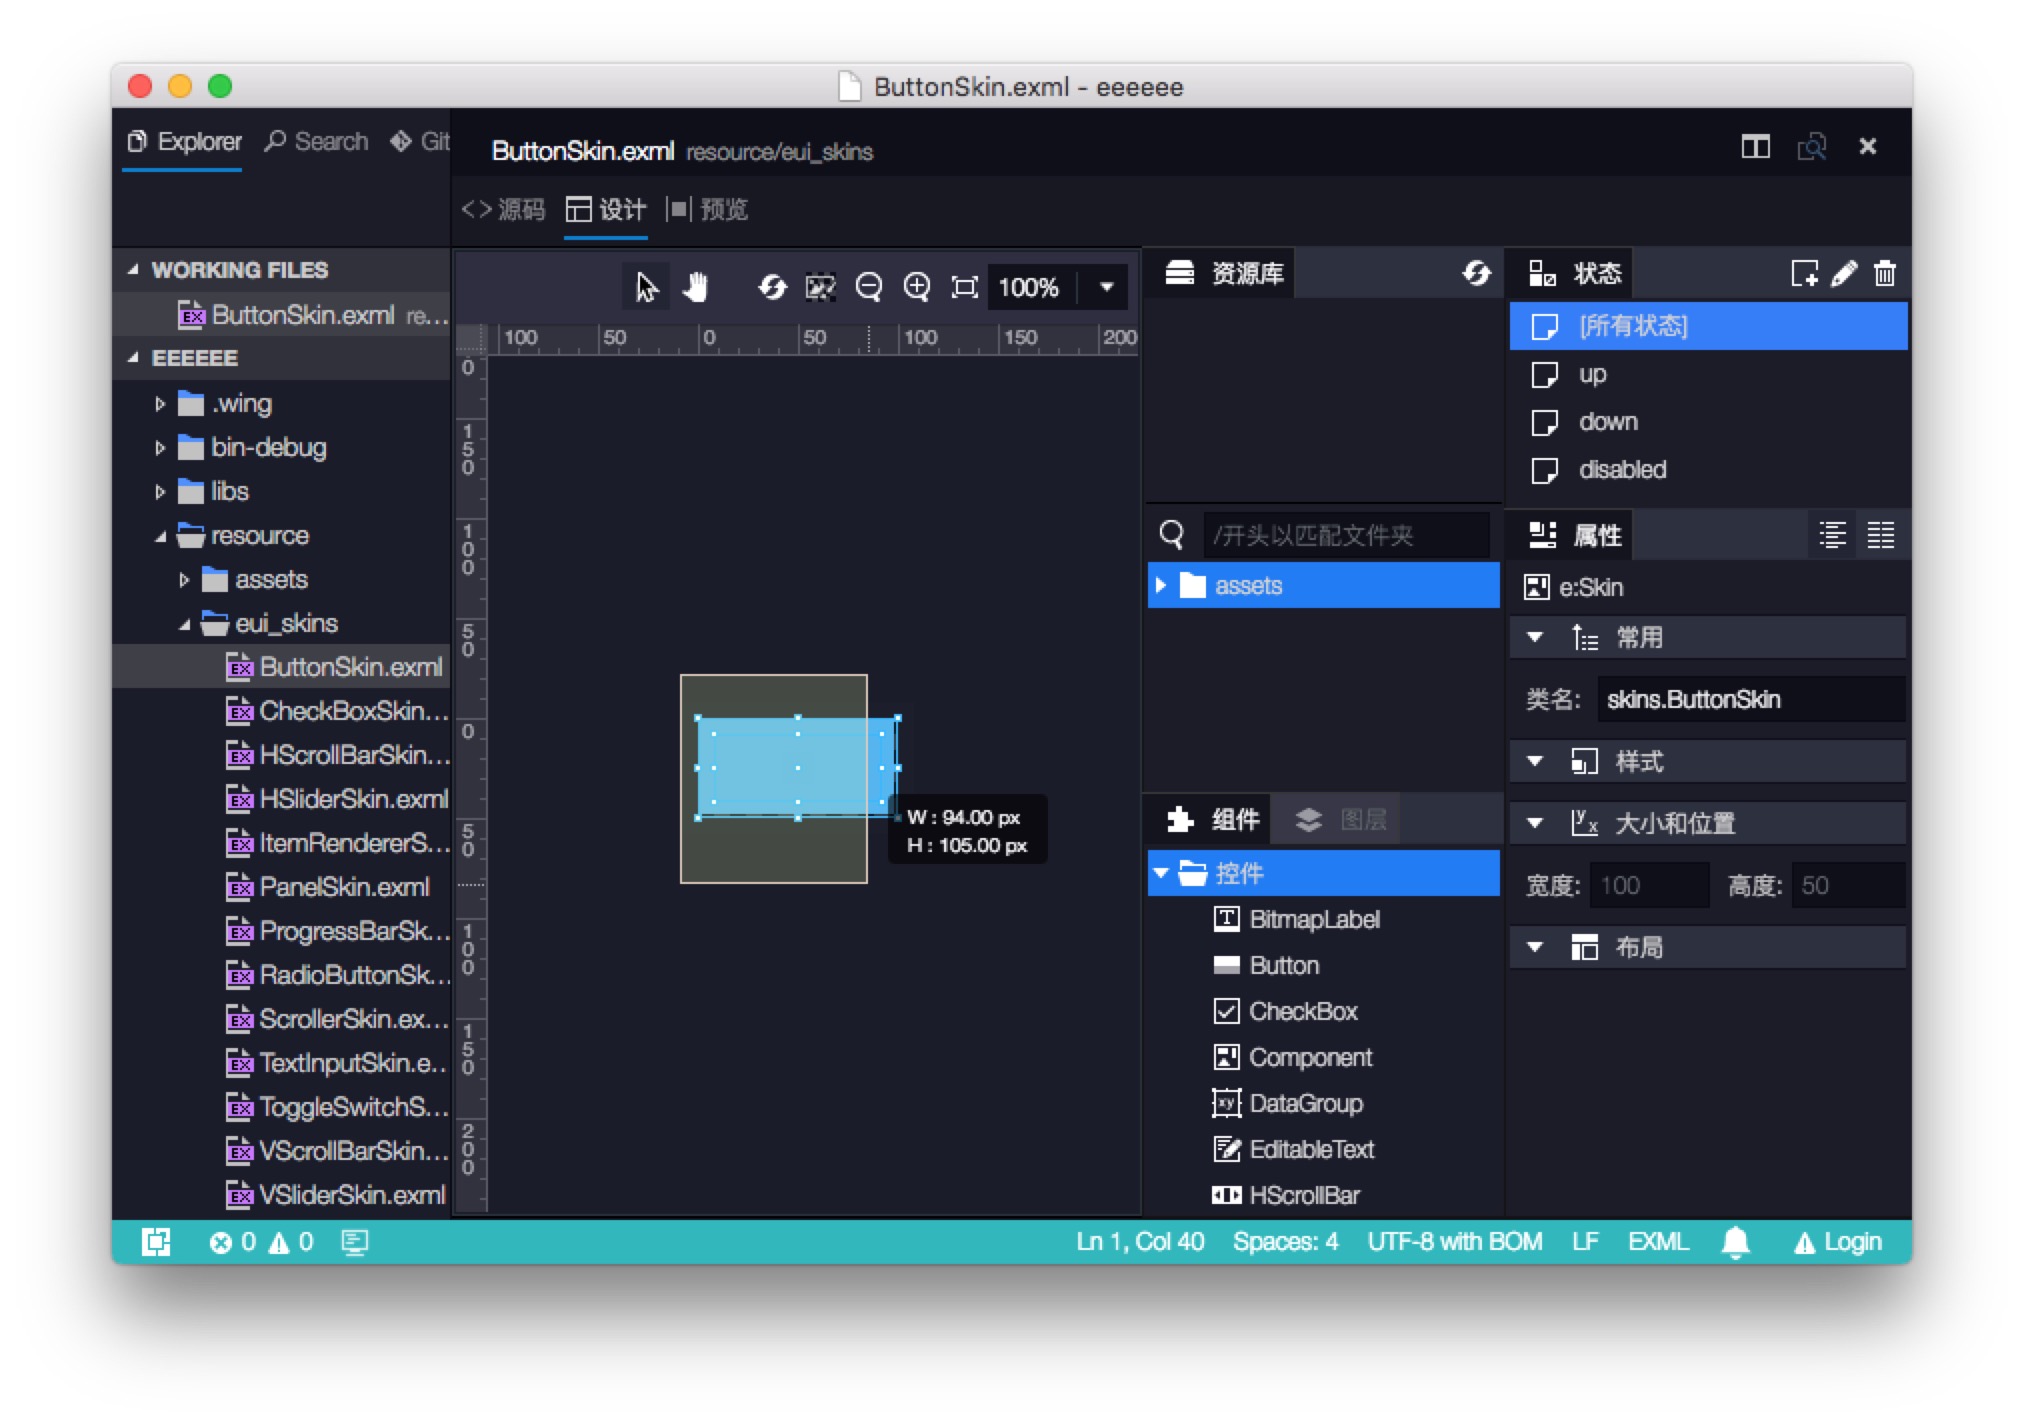 ButtonSkin.exml - eeeeee
Explorer
Search
Git
ButtonSkin.exml resource/eui_skins
<> 源码
设计
预览
WORKING FILES
ButtonSkin.exml re...
EEEEEE
.wing
bin-debug
libs
resource
assets
eui_skins
ButtonSkin.exml
CheckBoxSkin...
HScrollBarSkin...
HSliderSkin.exml
ItemRendererS...
PanelSkin.exml
ProgressBarSk...
RadioButtonSk...
ScrollerSkin.ex...
TextInputSkin.e...
ToggleSwitchS...
VScrollBarSkin...
VSliderSkin.exml
100%
100 50 0 50 100 150 200
0
150
100
50
0
50
100
150
200
W : 94.00 px
H : 105.00 px
资源库
/开头以匹配文件夹
assets
组件
图层
控件
BitmapLabel
Button
CheckBox
Component
DataGroup
EditableText
HScrollBar
状态
[所有状态]
up
down
disabled
属性
e:Skin
常用
类名: skins.ButtonSkin
样式
大小和位置
宽度: 100 高度: 50
布局
0 0
Ln 1, Col 40
Spaces: 4
UTF-8 with BOM
LF
EXML
Login